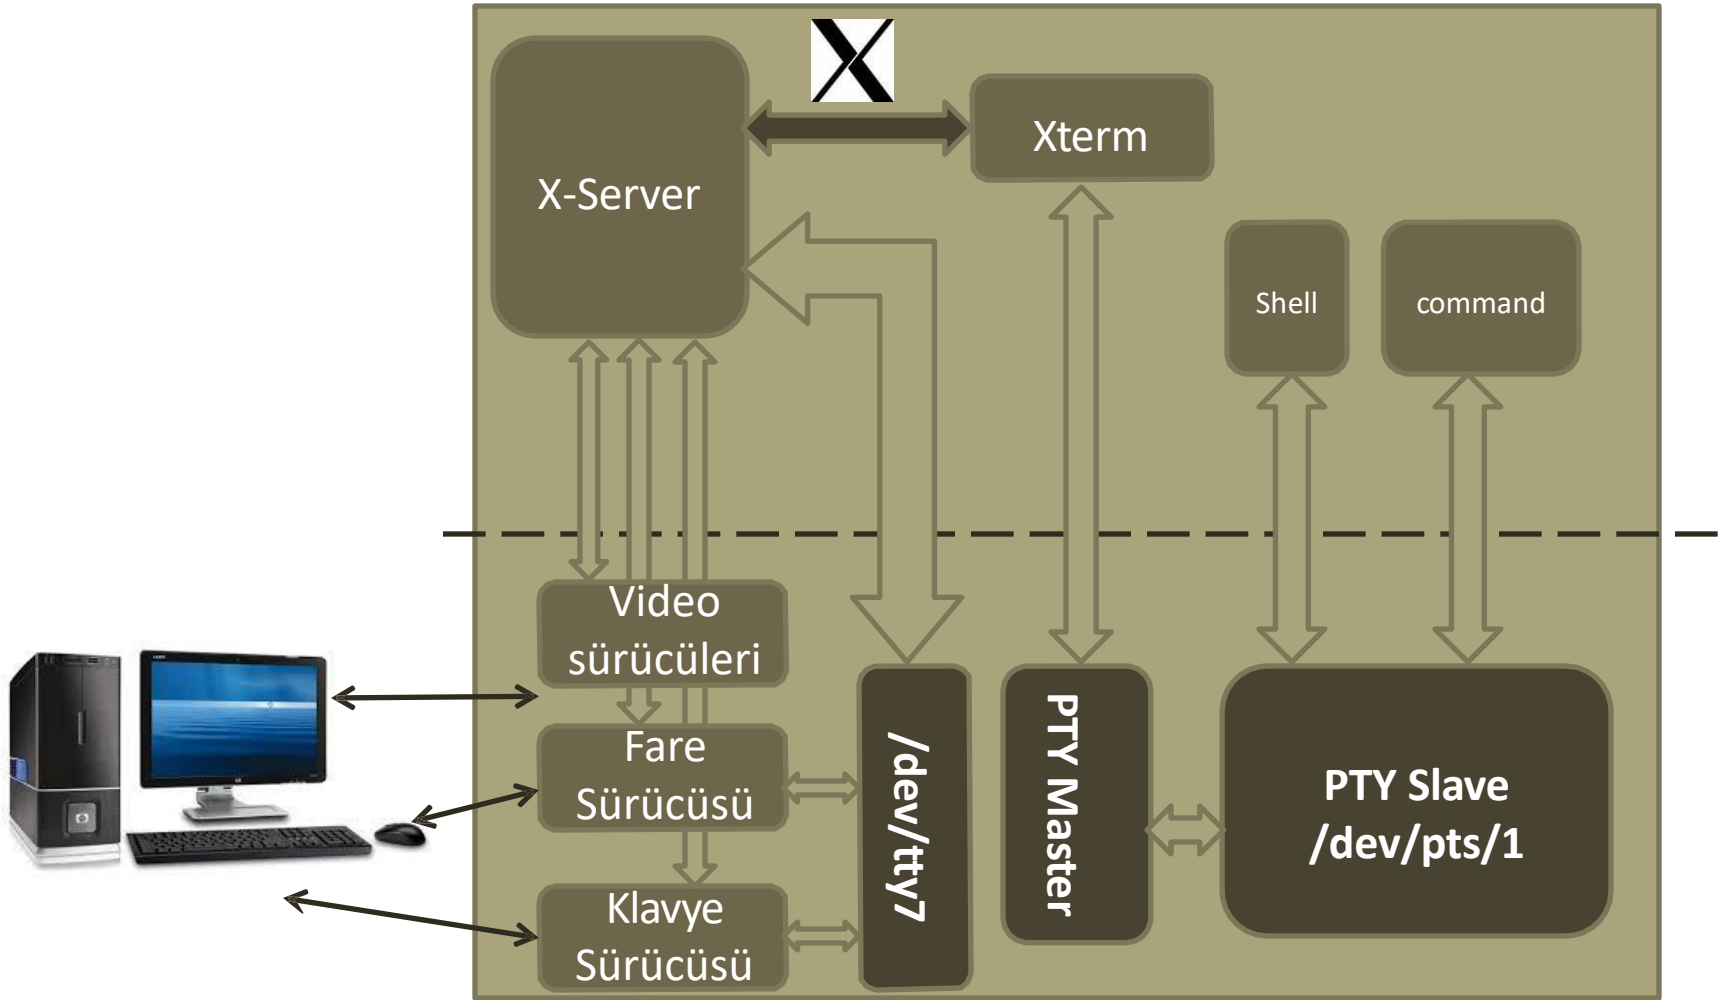 X-Server
Xterm
Shell
command
Video
sürücüleri
Fare
Sürücüsü
Klavye
Sürücüsü
/dev/tty7
PTY Master
PTY Slave
/dev/pts/1